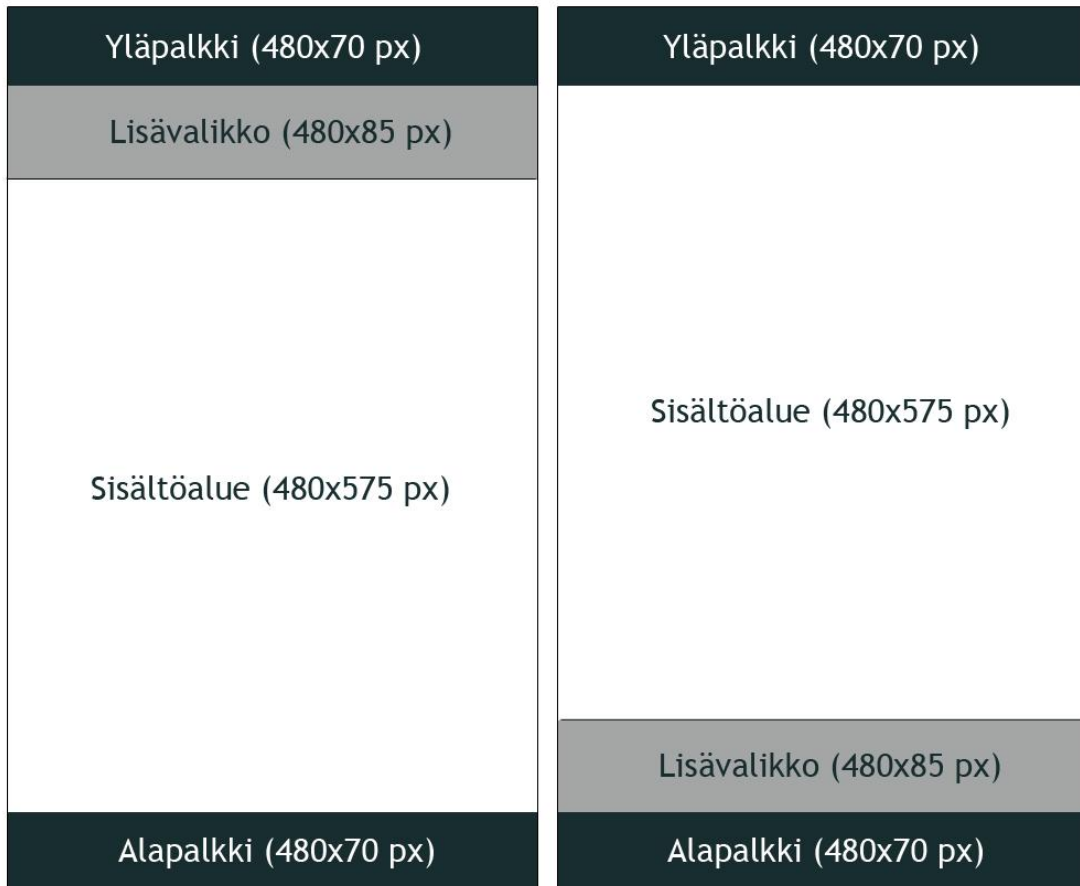 Yläpalkki (480x70 px)
Lisävalikko (480x85 px)
Sisältöalue (480x575 px)
Alapalkki (480x70 px)
Yläpalkki (480x70 px)
Sisältöalue (480x575 px)
Lisävalikko (480x85 px)
Alapalkki (480x70 px)